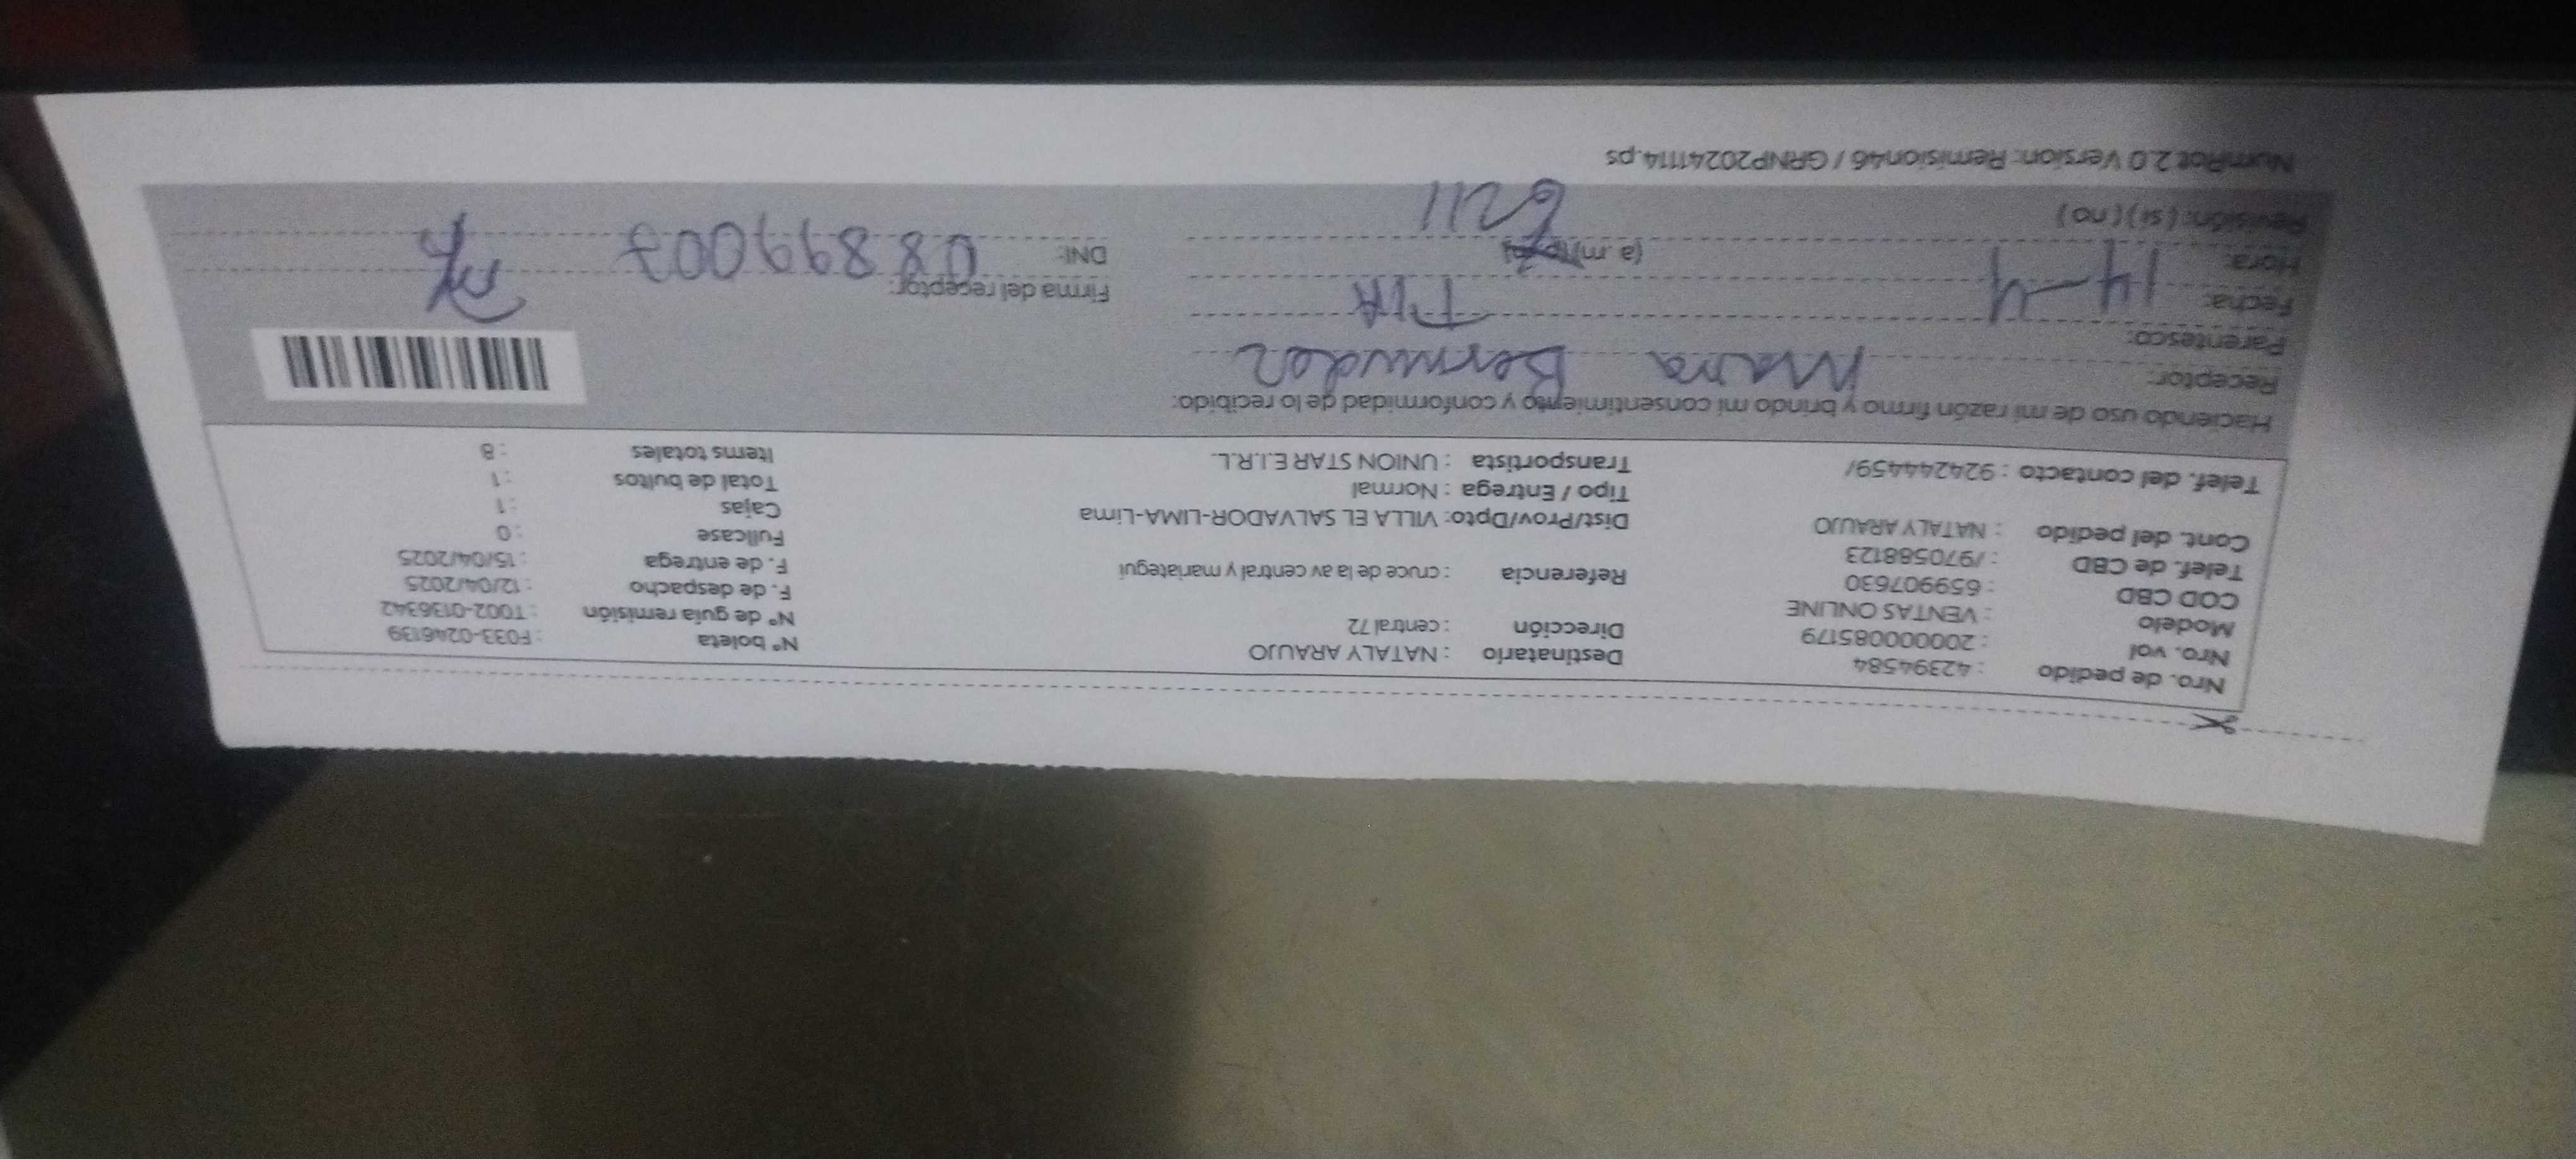 Nro. de pedido : 42394584 Destinatario : NATALY ARAUJO Nº boleta : F033-0246139
Nro. vol : 20000085179 Dirección : central 72 Nº de guía remisión : T002-0136342
Modelo : VENTAS ONLINE F. de despacho : 12/04/2025
COD CBD : 659907630 Referencia : cruce de la av central y mariategui F. de entrega : 15/04/2025
Telef. de CBD : /970588123 Fullcase : 0
Cont. del pedido : NATALY ARAUJO Dist/Prov/Dpto: VILLA EL SALVADOR-LIMA-Lima Cajas : 1
Tipo / Entrega : Normal Total de bultos : 1
Telef. del contacto : 924244459/ Transportista : UNION STAR E.I.R.L. Items totales : 8
Haciendo uso de mi razón firmo y brindo mi consentimiento y conformidad de lo recibido:
Receptor: Maria Bermudez
Parentesco: TIA
Fecha: 14-4 Firma del receptor:
Hora: (a .m)(p.m) DNI: 08899007
Revisión: ( si ) ( no )
NumRot 2.0 Version: Remision46 / GRNP20241114.ps